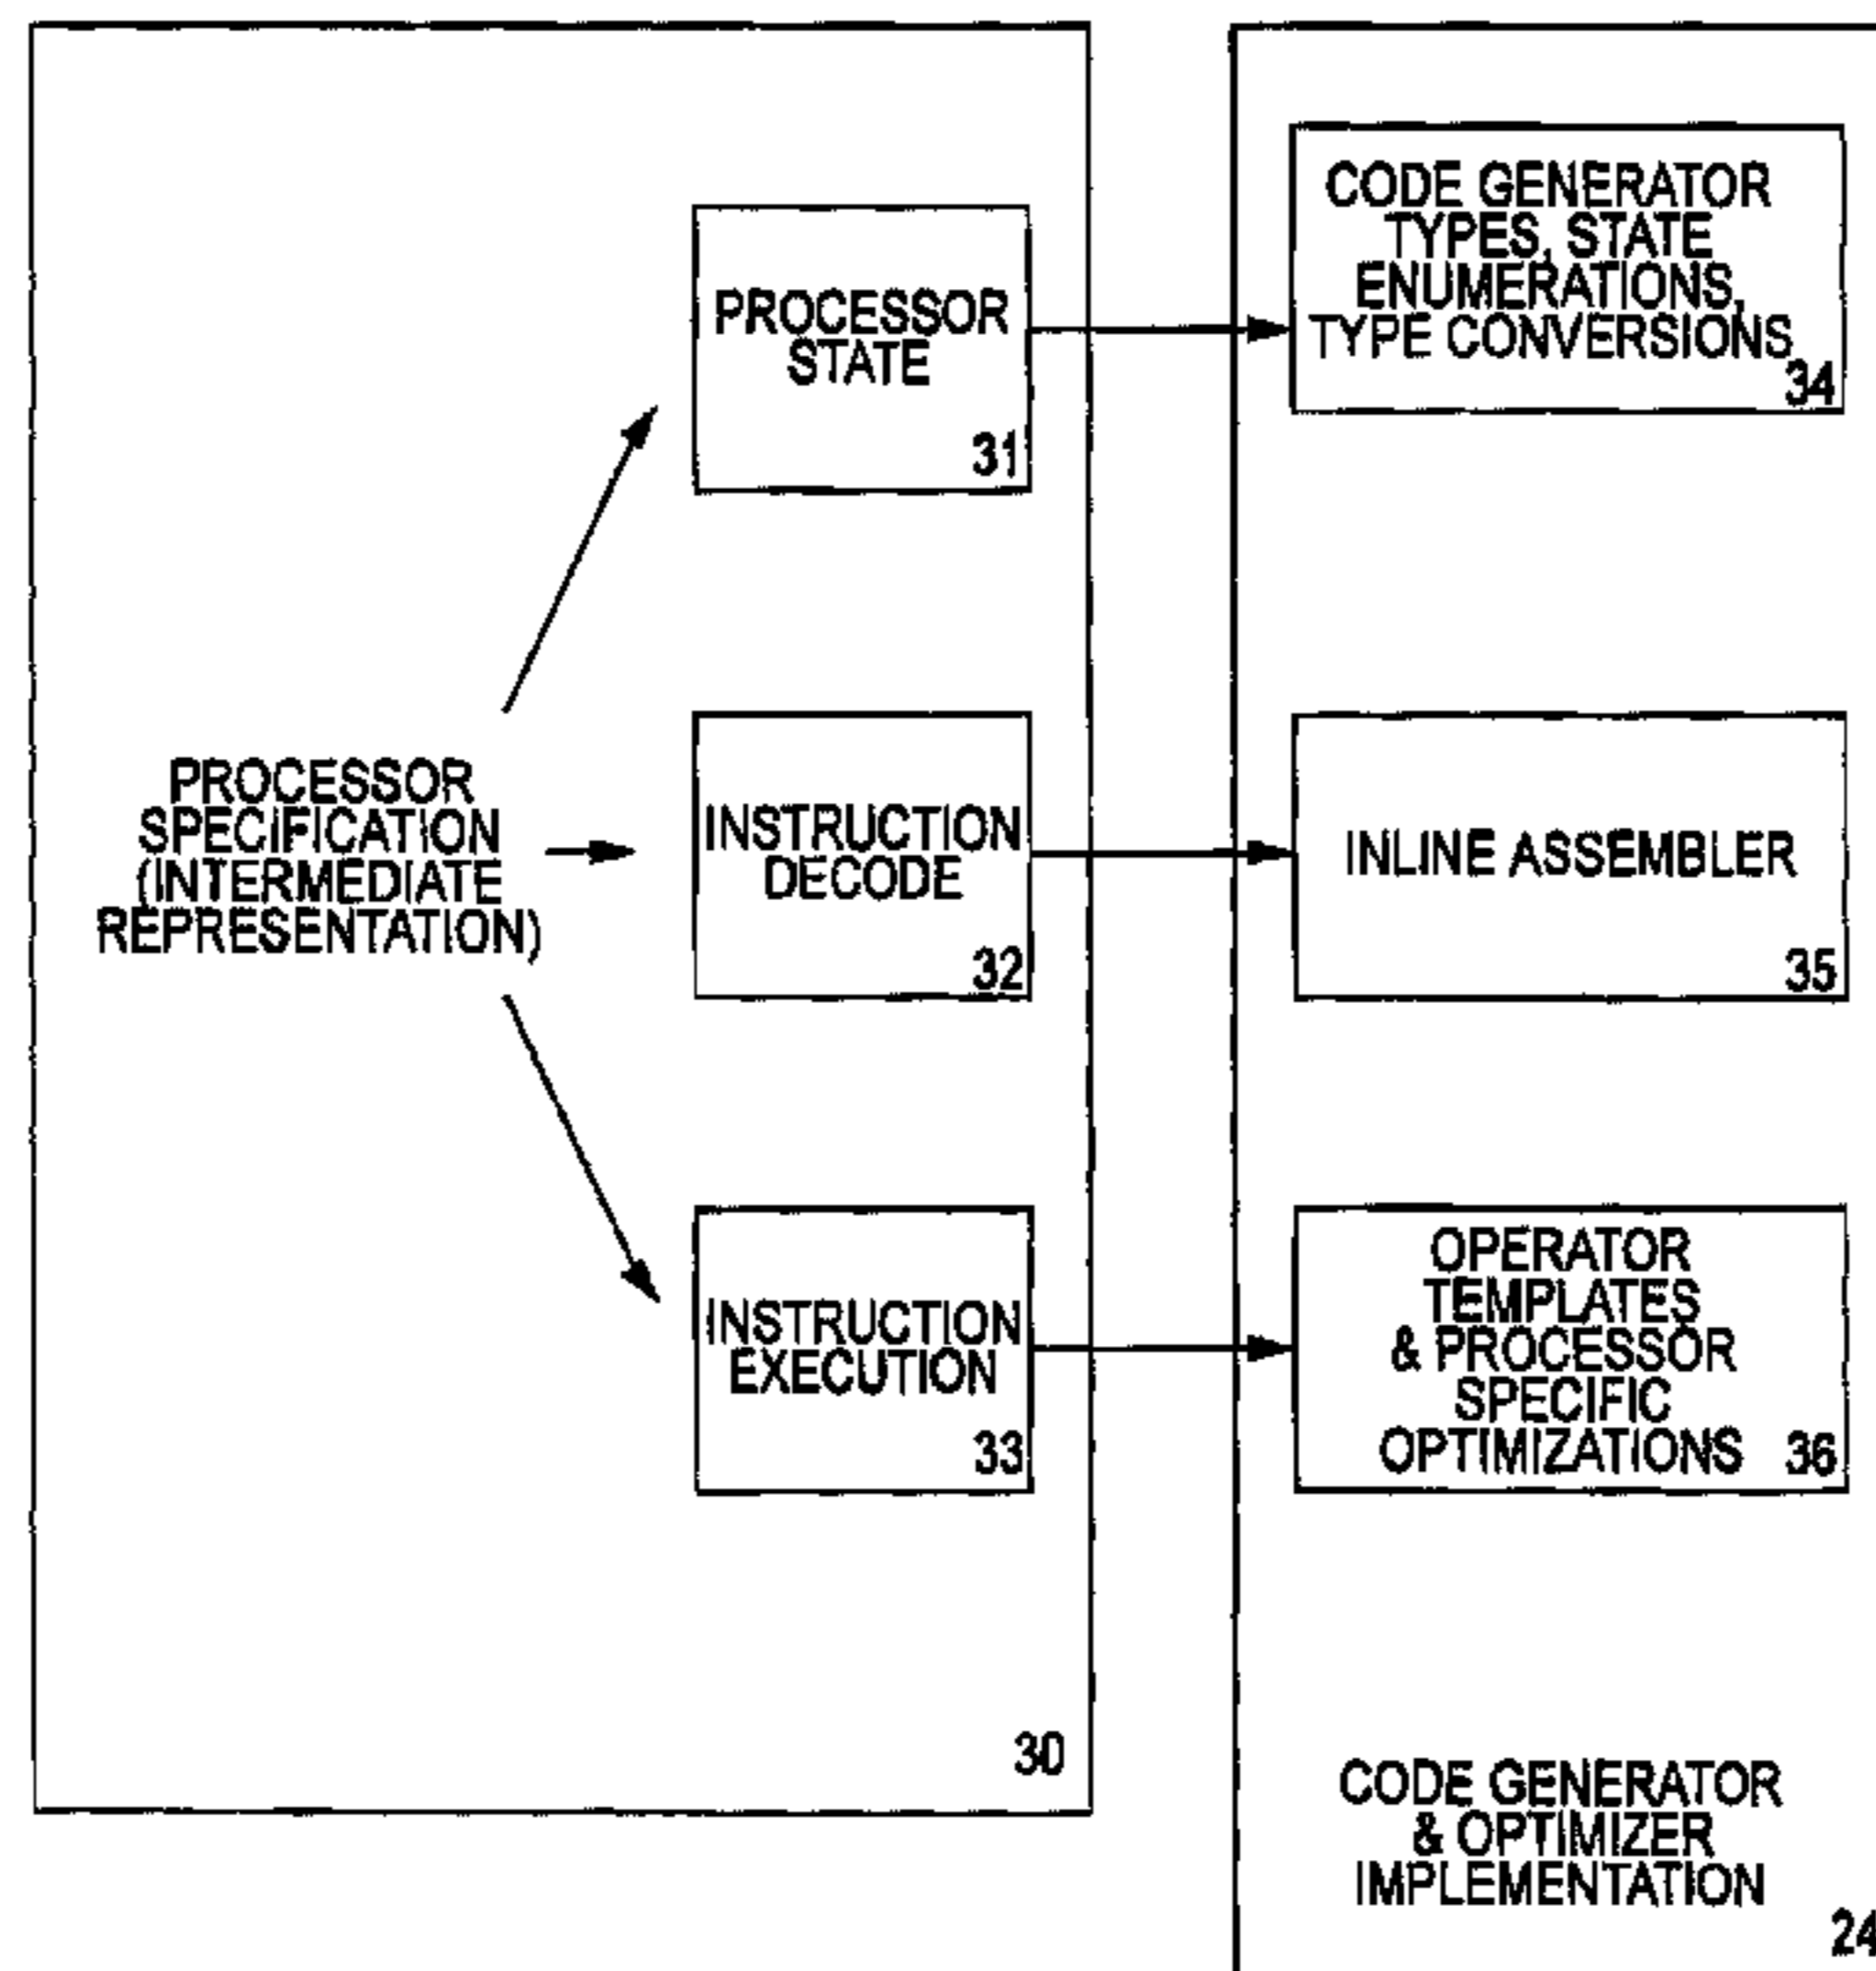 PROCESSOR
SPECIFICATION
(INTERMEDIATE
REPRESENTATION)
PROCESSOR
STATE
31
INSTRUCTION
DECODE
32
INSTRUCTION
EXECUTION
33
30
CODE GENERATOR
TYPES, STATE
ENUMERATIONS,
TYPE CONVERSIONS
34
INLINE ASSEMBLER
35
OPERATOR
TEMPLATES
& PROCESSOR
SPECIFIC
OPTIMIZATIONS
36
CODE GENERATOR
& OPTIMIZER
IMPLEMENTATION
24